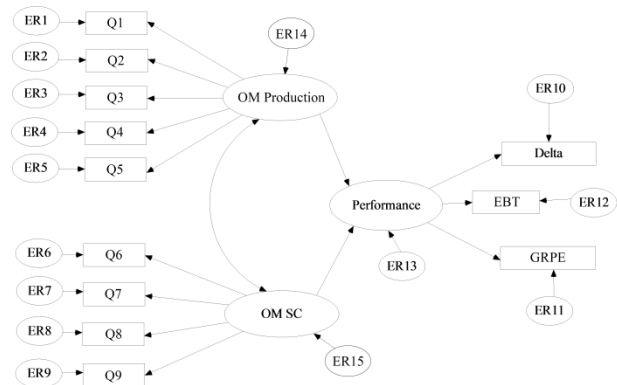 ER1
Q1
ER2
Q2
ER3
Q3
ER4
Q4
ER5
Q5
ER14
OM Production
ER10
Delta
Performance
EBT
ER12
ER13
GRPE
ER11
ER6
Q6
ER7
Q7
ER8
Q8
ER9
Q9
OM SC
ER15